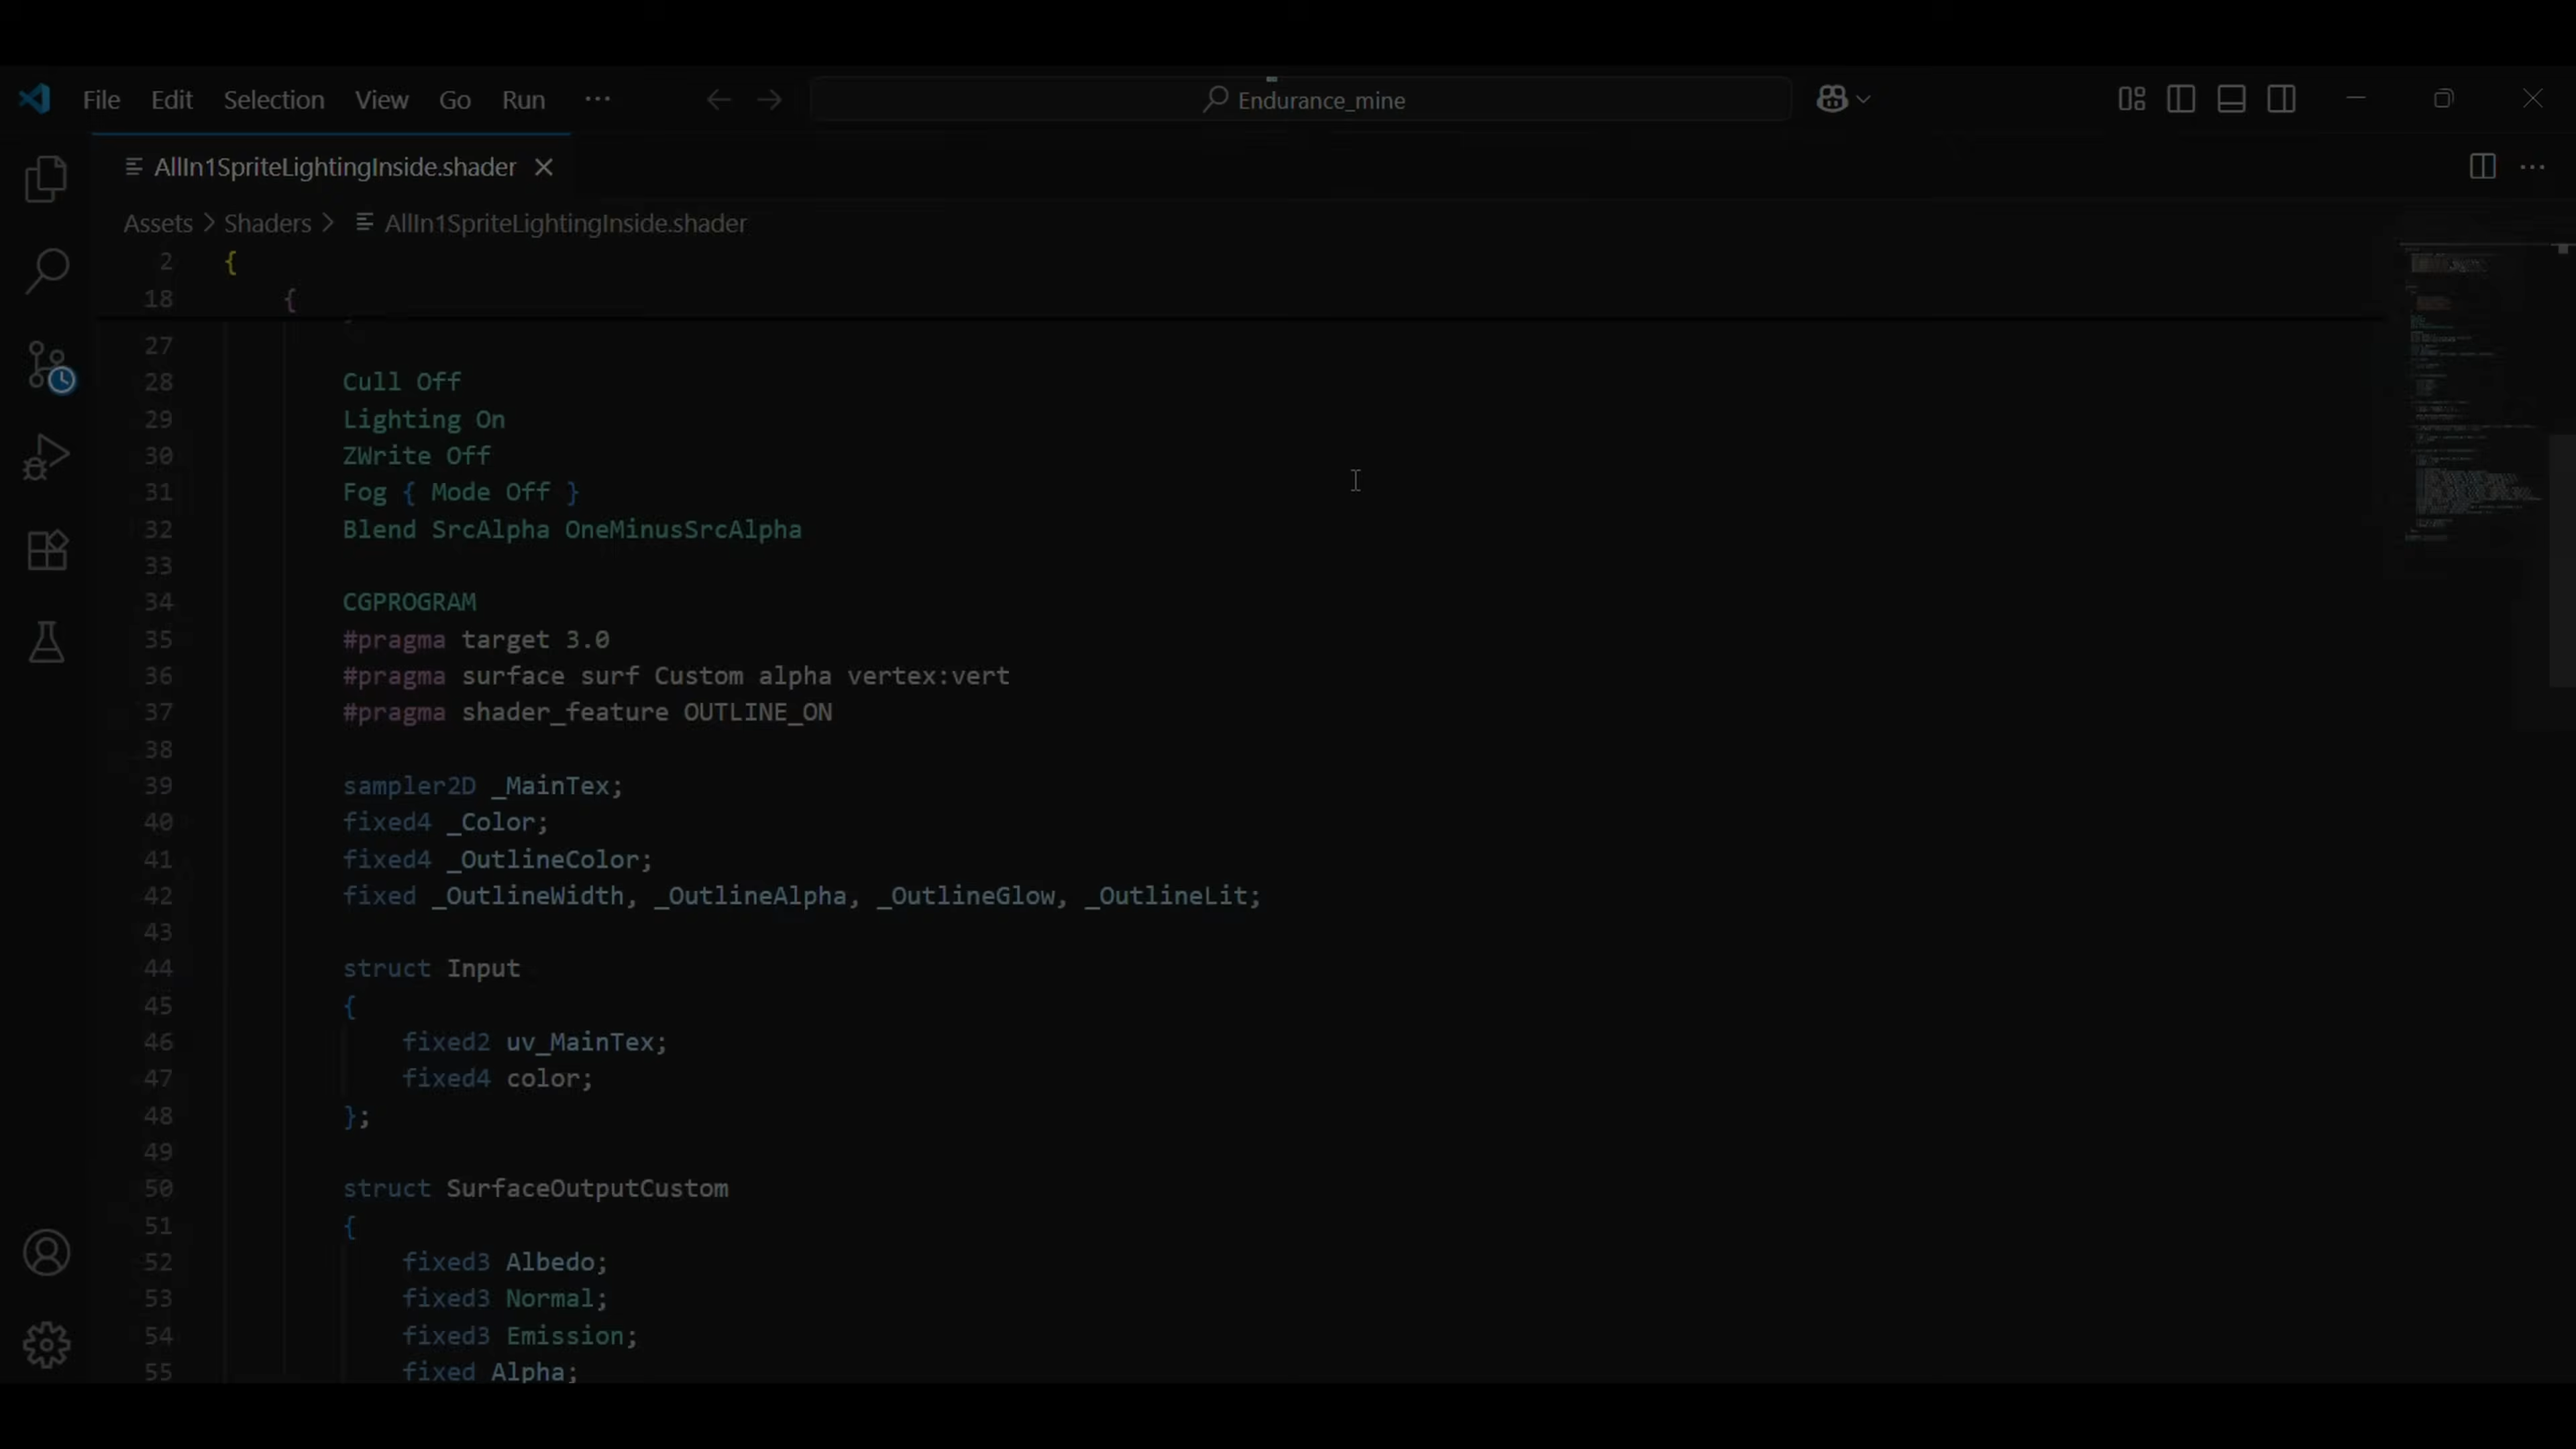 File Edit Selection View Go Run ··· Endurance_mine
AllIn1SpriteLightingInside.shader
Assets > Shaders > AllIn1SpriteLightingInside.shader
2 {
18 {
27
28 Cull Off
29 Lighting On
30 ZWrite Off
31 Fog { Mode Off }
32 Blend SrcAlpha OneMinusSrcAlpha
33
34 CGPROGRAM
35 #pragma target 3.0
36 #pragma surface surf Custom alpha vertex:vert
37 #pragma shader_feature OUTLINE_ON
38
39 sampler2D _MainTex;
40 fixed4 _Color;
41 fixed4 _OutlineColor;
42 fixed _OutlineWidth, _OutlineAlpha, _OutlineGlow, _OutlineLit;
43
44 struct Input
45 {
46 fixed2 uv_MainTex;
47 fixed4 color;
48 };
49
50 struct SurfaceOutputCustom
51 {
52 fixed3 Albedo;
53 fixed3 Normal;
54 fixed3 Emission;
55 fixed Alpha;